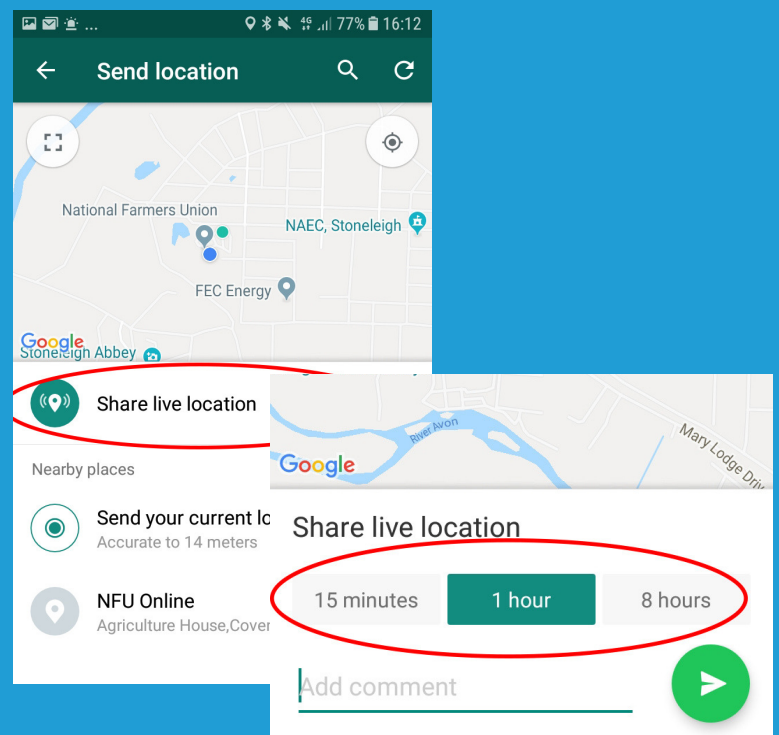 ... 4G 77% 16:12
Send location
National Farmers Union
NAEC, Stoneleigh
FEC Energy
Google
Stoneleigh Abbey
Share live location
Nearby places
Send your current lo
Accurate to 14 meters
NFU Online
Agriculture House,Cover
River Avon
Mary Lodge Driv
Google
Share live location
15 minutes 1 hour 8 hours
Add comment